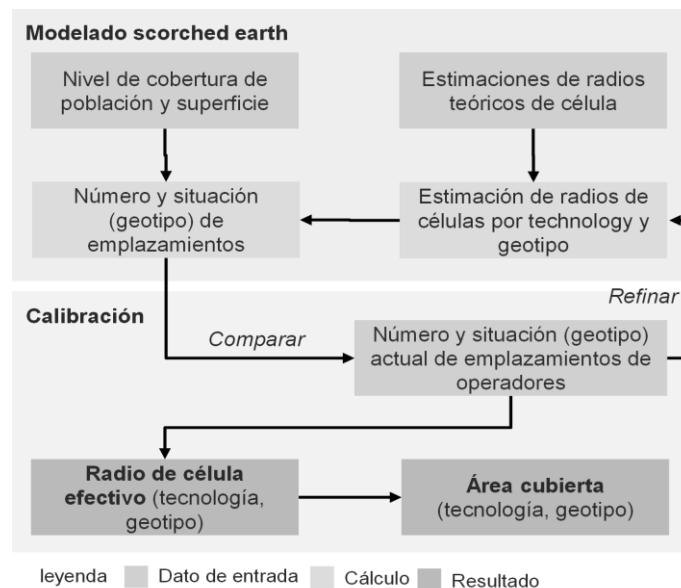 Modelado scorched earth
Nivel de cobertura de
población y superficie
Estimaciones de radios
teóricos de célula
Número y situación
(geotipo) de
emplazamientos
Estimación de radios de
células por technology y
geotipo
Refinar
Calibración
Comparar
Número y situación (geotipo)
actual de emplazamientos de
operadores
Radio de célula
efectivo (tecnología,
geotipo)
Área cubierta
(tecnología, geotipo)
leyenda Dato de entrada Cálculo Resultado